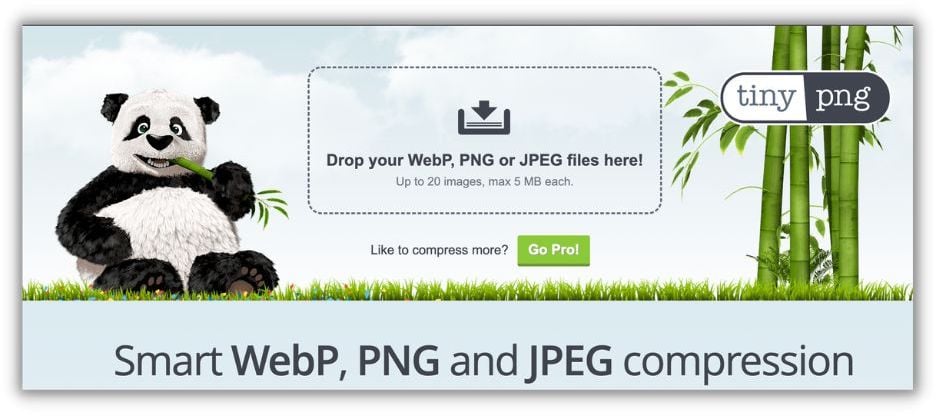 tiny png
Drop your WebP, PNG or JPEG files here!
Up to 20 images, max 5 MB each.
Like to compress more? Go Pro!
Smart WebP, PNG and JPEG compression